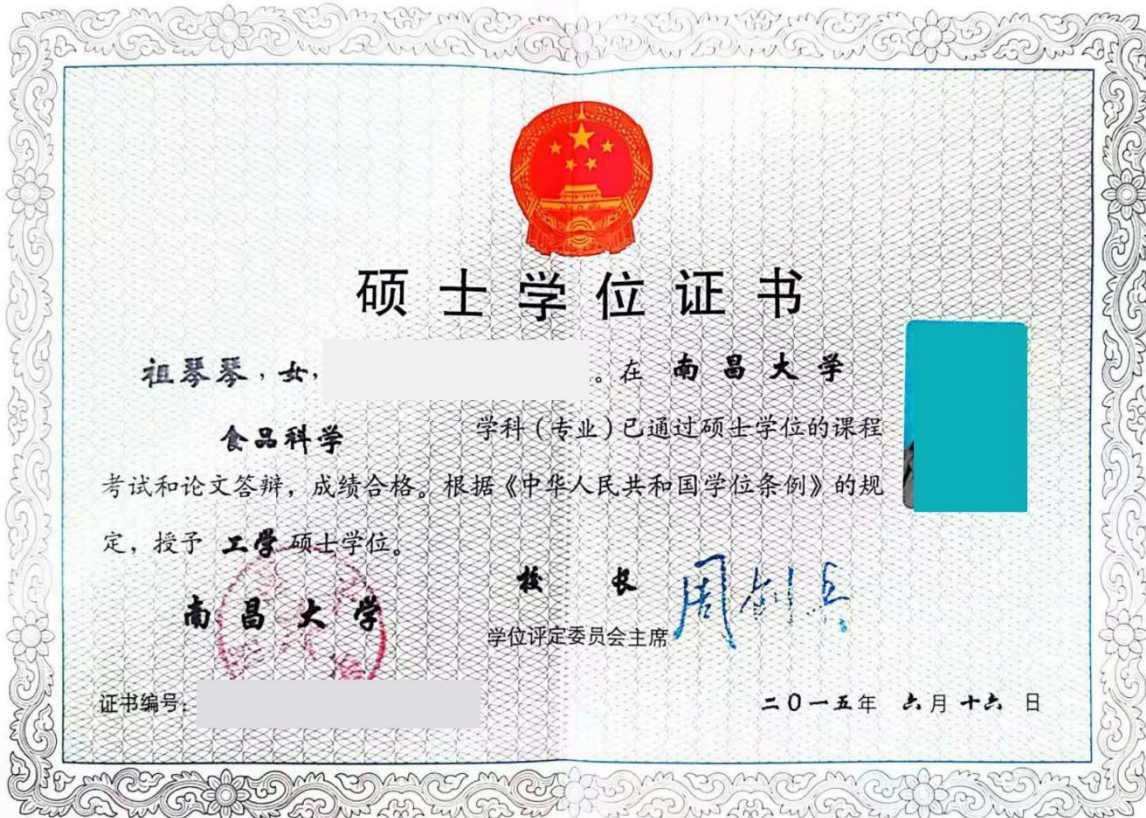 硕士学位证书
祖琴琴，女，。在 南昌大学
食品科学 学科（专业）已通过硕士学位的课程
考试和论文答辩，成绩合格。根据《中华人民共和国学位条例》的规
定，授予 工学 硕士学位。
南昌大学
校 长
学位评定委员会主席
证书编号：
二〇一五年 六月十六日